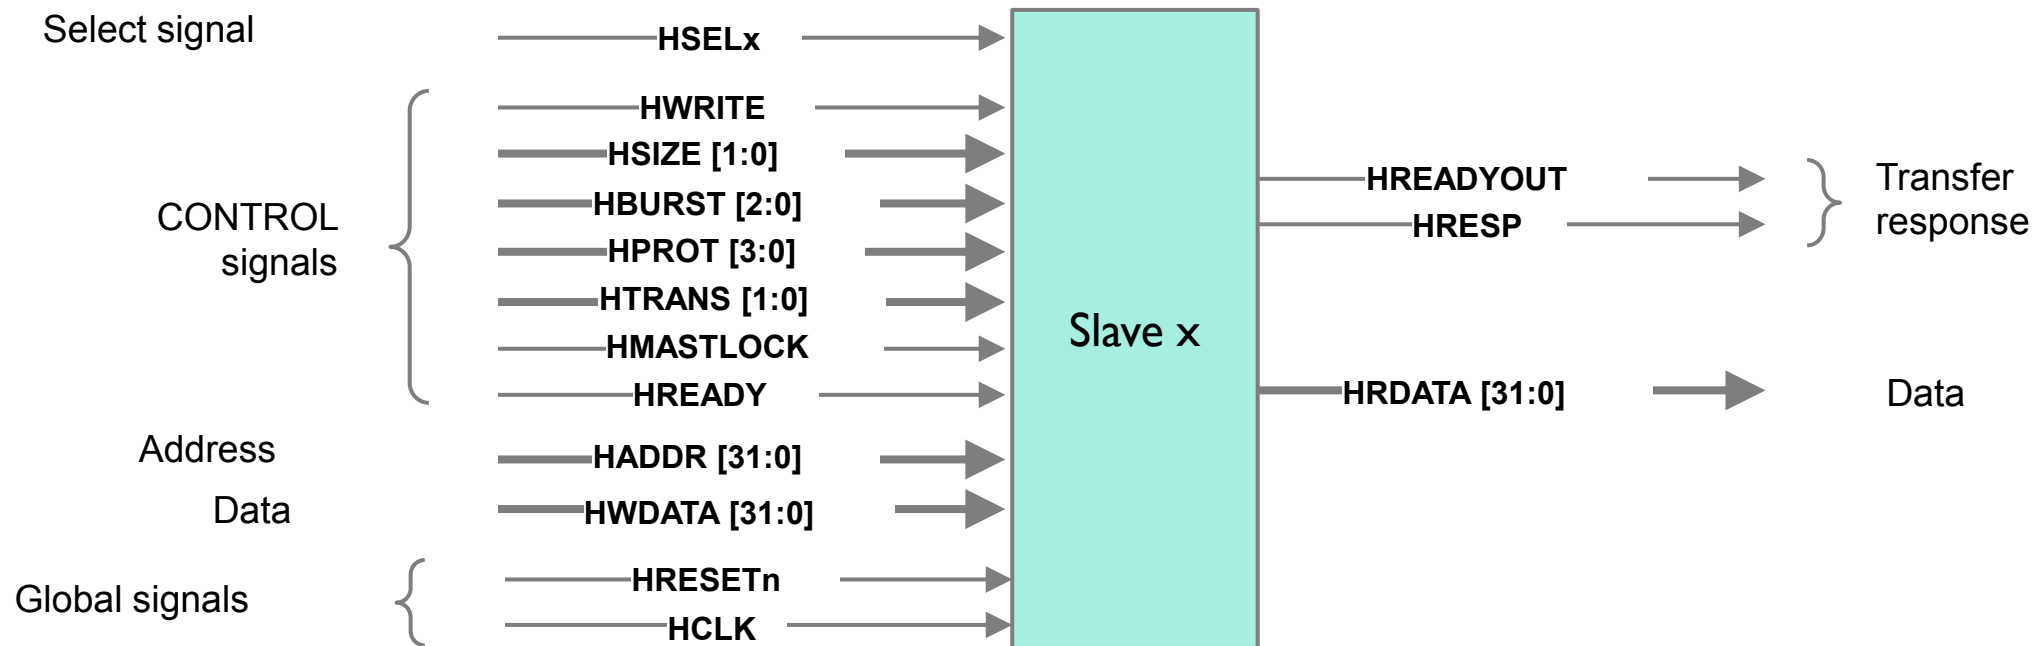 Select signal
HSELx
CONTROL
signals
HWRITE
HSIZE [1:0]
HBURST [2:0]
HPROT [3:0]
HTRANS [1:0]
HMASTLOCK
HREADY
Address
HADDR [31:0]
Data
HWDATA [31:0]
Global signals
HRESETn
HCLK
Slave x
HREADYOUT
HRESP
Transfer
response
HRDATA [31:0]
Data